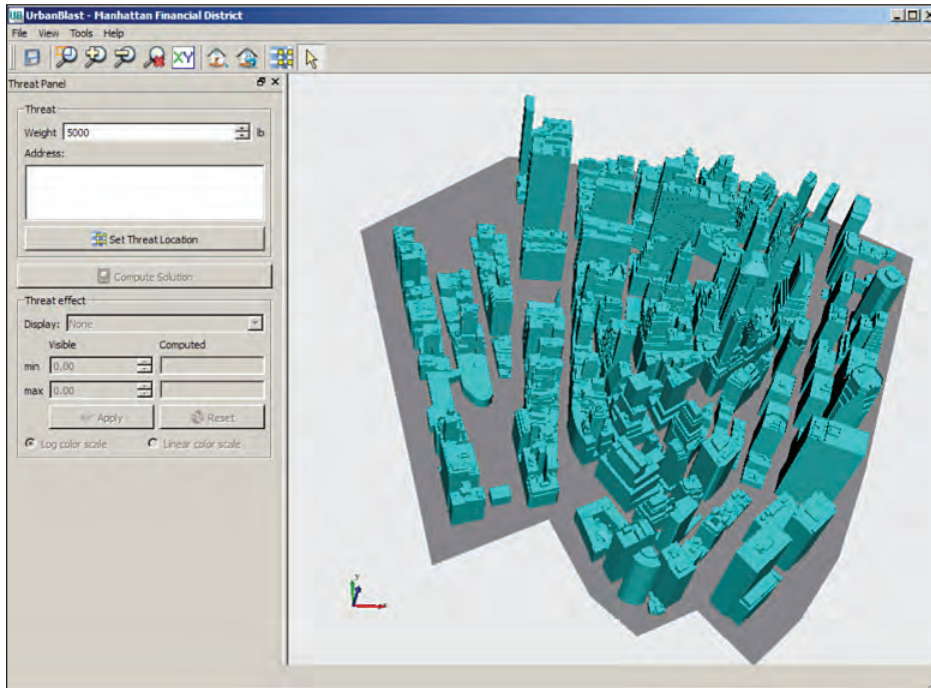 UB UrbanBlast - Manhattan Financial District
File View Tools Help
XY
Threat Panel
Threat
Weight 5000 lb
Address:
Set Threat Location
Compute Solution
Threat effect
Display: None
Visible Computed
min 0.00
max 0.00
Apply Reset
Log color scale Linear color scale
y
x